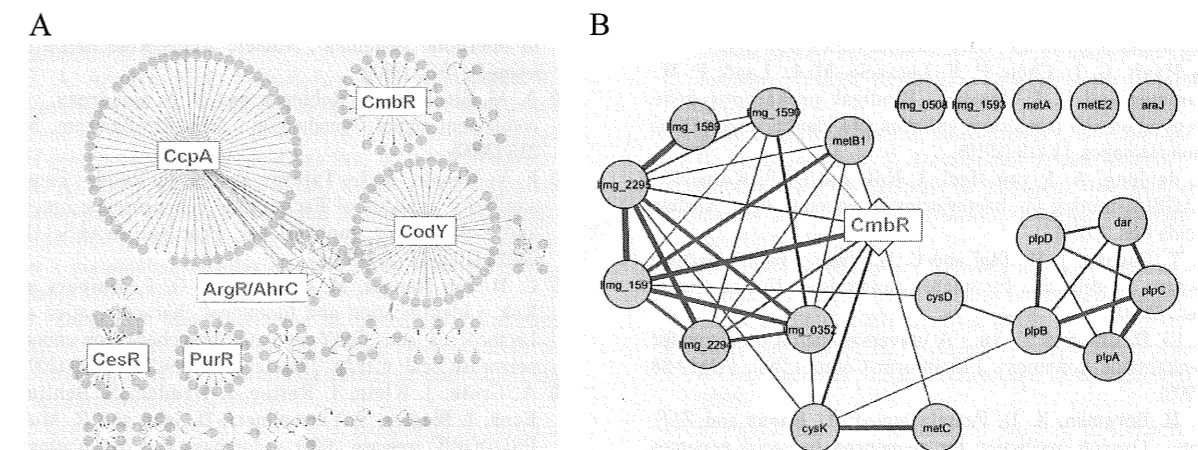 A
B
CcpA
CmbR
CodY
ArgR/AhrC
CesR
PurR
llmg_1589
llmg_1590
metB1
llmg_0508
llmg_1593
metA
metE2
araJ
llmg_2295
CmbR
plpD
dar
llmg_159
cysD
plpC
llmg_2294
llmg_0352
plpB
plpA
cysK
metC